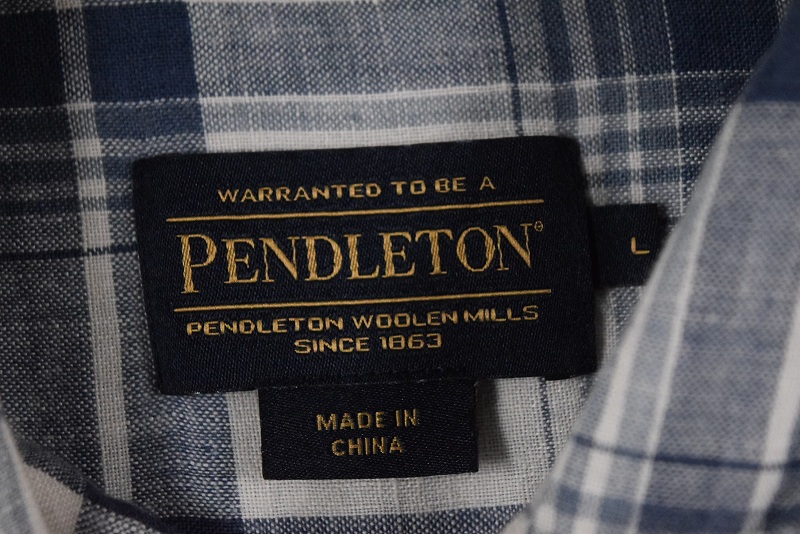 WARRANTED TO BE A
PENDLETON®
L
PENDLETON WOOLEN MILLS
SINCE 1863
MADE IN
CHINA